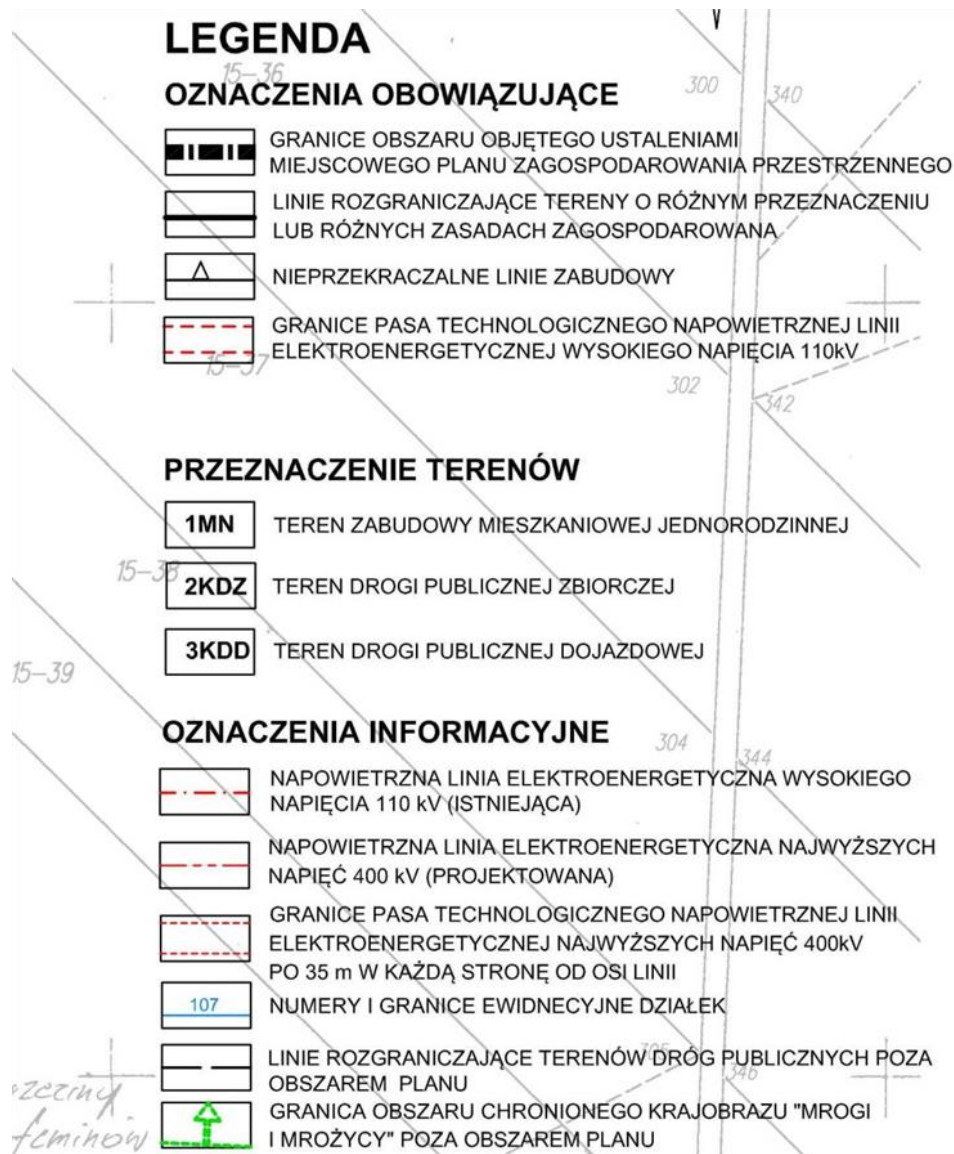 LEGENDA
15-36
OZNACZENIA OBOWIĄZUJĄCE
300
340
GRANICE OBSZARU OBJĘTEGO USTALENIAMI
MIEJSCOWEGO PLANU ZAGOSPODAROWANIA PRZESTRZENNEGO
LINIE ROZGRANICZAJĄCE TERENY O RÓŻNYM PRZEZNACZENIU
LUB RÓŻNYCH ZASADACH ZAGOSPODAROWANA
NIEPRZEKRACZALNE LINIE ZABUDOWY
GRANICE PASA TECHNOLOGICZNEGO NAPOWIETRZNEJ LINII
ELEKTROENERGETYCZNEJ WYSOKIEGO NAPIĘCIA 110kV
15-37
302
342
PRZEZNACZENIE TERENÓW
1MN TEREN ZABUDOWY MIESZKANIOWEJ JEDNORODZINNEJ
15-38
2KDZ TEREN DROGI PUBLICZNEJ ZBIORCZEJ
3KDD TEREN DROGI PUBLICZNEJ DOJAZDOWEJ
15-39
OZNACZENIA INFORMACYJNE
304
344
NAPOWIETRZNA LINIA ELEKTROENERGETYCZNA WYSOKIEGO
NAPIĘCIA 110 kV (ISTNIEJĄCA)
NAPOWIETRZNA LINIA ELEKTROENERGETYCZNA NAJWYŻSZYCH
NAPIĘĆ 400 kV (PROJEKTOWANA)
GRANICE PASA TECHNOLOGICZNEGO NAPOWIETRZNEJ LINII
ELEKTROENERGETYCZNEJ NAJWYŻSZYCH NAPIĘĆ 400kV
PO 35 m W KAŻDĄ STRONĘ OD OSI LINII
107 NUMERY I GRANICE EWIDNECYJNE DZIAŁEK
LINIE ROZGRANICZAJĄCE TERENÓW DRÓG PUBLICZNYCH POZA
OBSZAREM PLANU
346
GRANICA OBSZARU CHRONIONEGO KRAJOBRAZU "MROGI
I MROŻYCY" POZA OBSZAREM PLANU